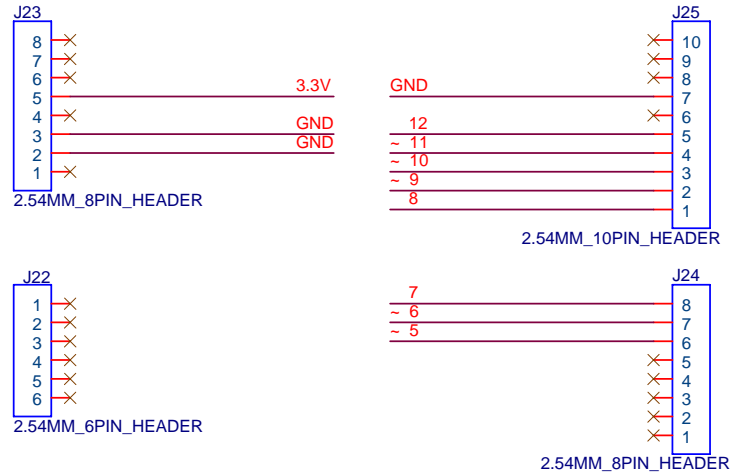 J23
8
7
6
5 3.3V
4
3 GND
2 GND
1
2.54MM_8PIN_HEADER
J25
10
9
8
GND 7
6
12 5
~ 11 4
~ 10 3
~ 9 2
8 1
2.54MM_10PIN_HEADER
J22
1
2
3
4
5
6
2.54MM_6PIN_HEADER
J24
7 8
~ 6 7
~ 5 6
5
4
3
2
1
2.54MM_8PIN_HEADER